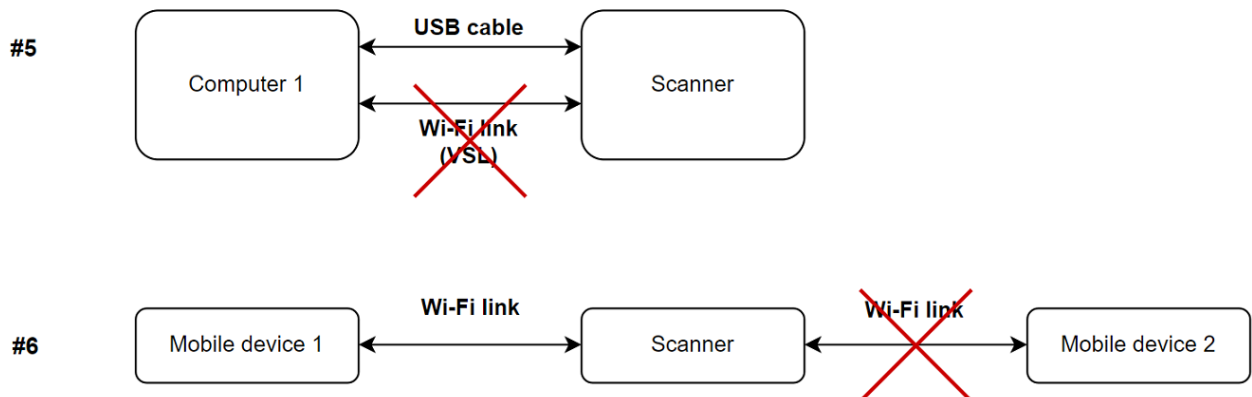 #5
USB cable
Computer 1
Scanner
Wi-Fi link
(VSL)
#6
Wi-Fi link
Wi-Fi link
Mobile device 1
Scanner
Mobile device 2